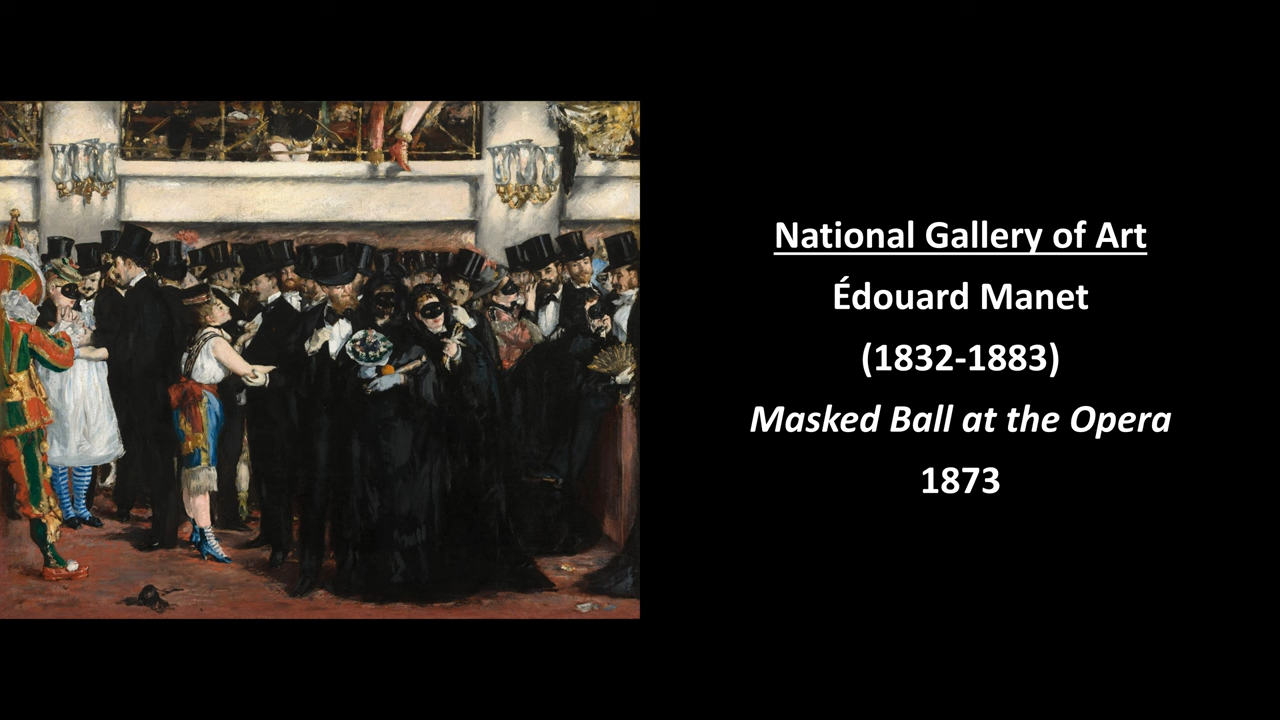 National Gallery of Art
Édouard Manet
(1832-1883)
Masked Ball at the Opera
1873